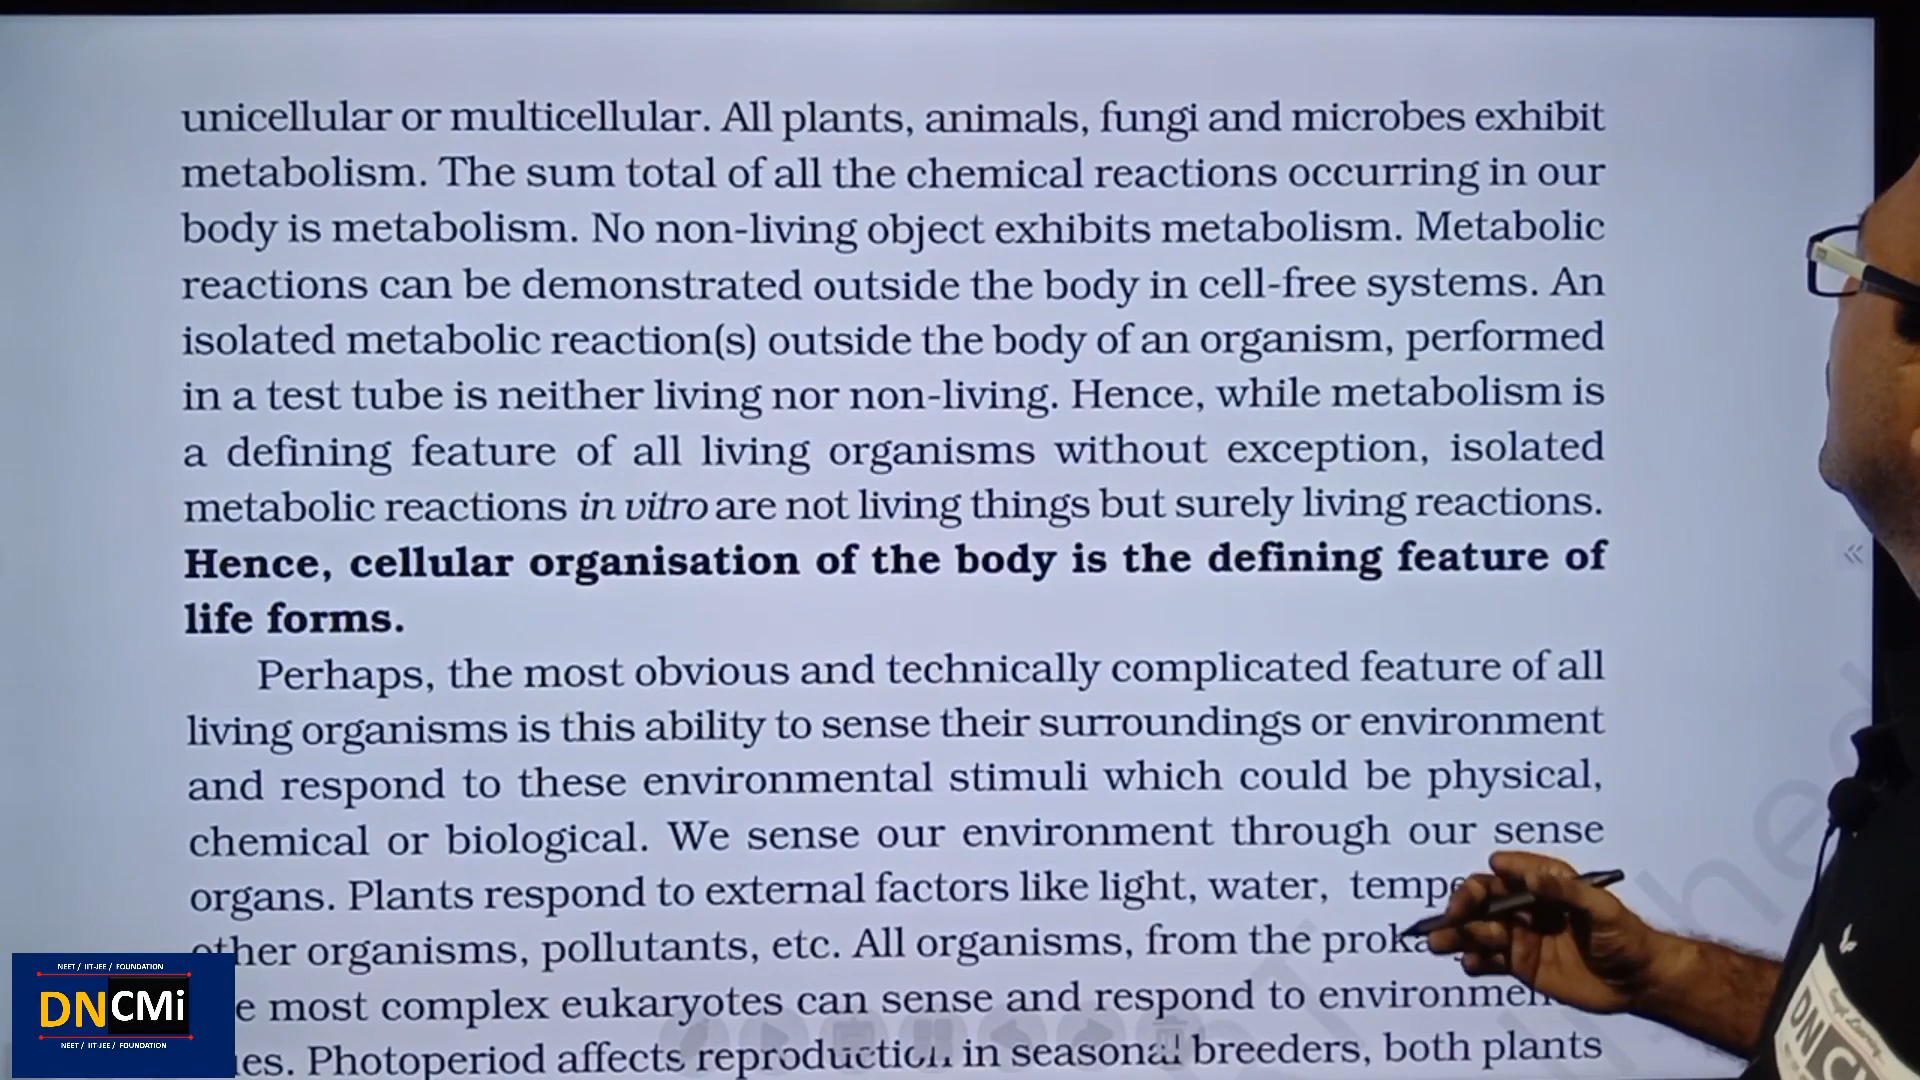 unicellular or multicellular. All plants, animals, fungi and microbes exhibit
metabolism. The sum total of all the chemical reactions occurring in our
body is metabolism. No non-living object exhibits metabolism. Metabolic
reactions can be demonstrated outside the body in cell-free systems. An
isolated metabolic reaction(s) outside the body of an organism, performed
in a test tube is neither living nor non-living. Hence, while metabolism is
a defining feature of all living organisms without exception, isolated
metabolic reactions in vitro are not living things but surely living reactions.
Hence, cellular organisation of the body is the defining feature of
life forms.
Perhaps, the most obvious and technically complicated feature of all
living organisms is this ability to sense their surroundings or environment
and respond to these environmental stimuli which could be physical,
chemical or biological. We sense our environment through our sense
organs. Plants respond to external factors like light, water,
other organisms, pollutants, etc. All organisms, from the
most complex eukaryotes can sense and respond to
Photoperiod affects reproduction in seasonal breeders, both plants
NEET / IIT-JEE / FOUNDATION
DNCMi
NEET / IIT JEE / FOUNDATION